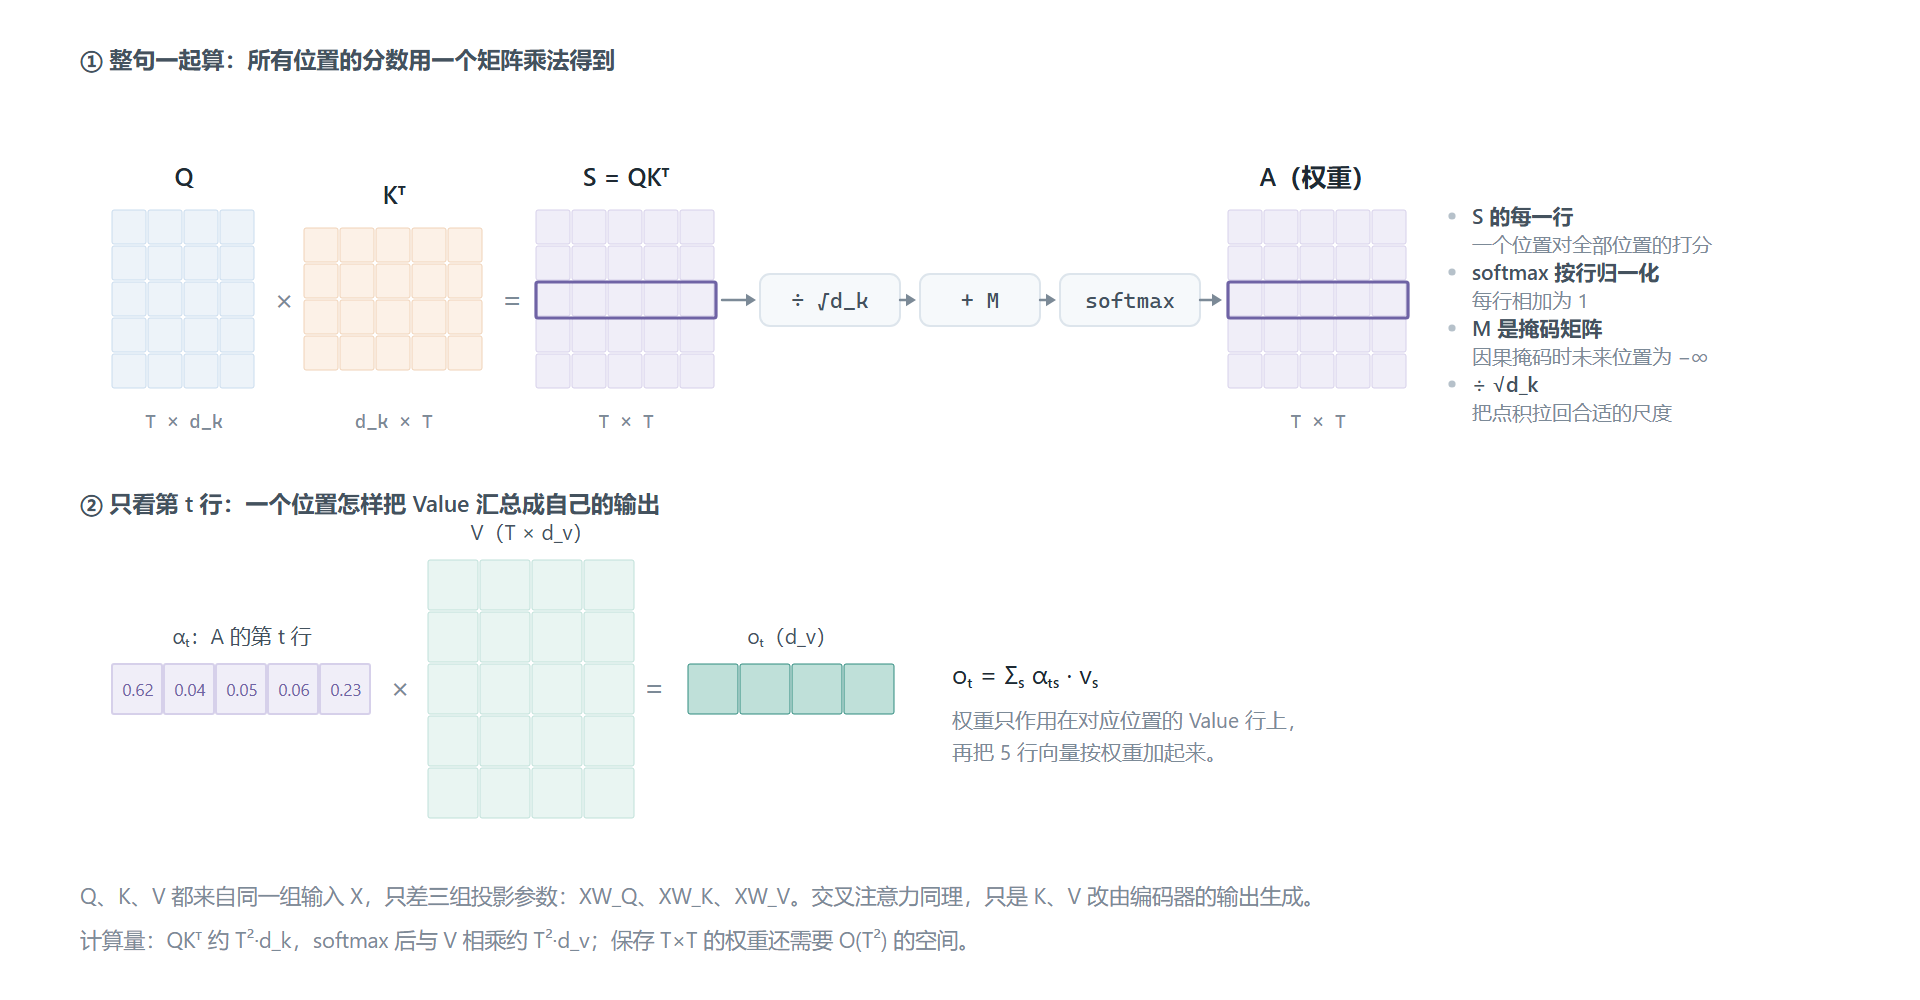 ① 整句一起算：所有位置的分数用一个矩阵乘法得到
Q
Kᵀ
S = QKᵀ
A（权重）
×
=
÷ √d_k
+ M
softmax
T × d_k
d_k × T
T × T
T × T
• S 的每一行
一个位置对全部位置的打分
• softmax 按行归一化
每行相加为 1
• M 是掩码矩阵
因果掩码时未来位置为 −∞
• ÷ √d_k
把点积拉回合适的尺度
② 只看第 t 行：一个位置怎样把 Value 汇总成自己的输出
V（T × d_v）
αₜ：A 的第 t 行
oₜ（d_v）
0.62 0.04 0.05 0.06 0.23
×
=
oₜ = Σₛ αₜₛ · vₛ
权重只作用在对应位置的 Value 行上，
再把 5 行向量按权重加起来。
Q、K、V 都来自同一组输入 X，只差三组投影参数：XW_Q、XW_K、XW_V。交叉注意力同理，只是 K、V 改由编码器的输出生成。
计算量：QKᵀ 约 T²·d_k，softmax 后与 V 相乘约 T²·d_v；保存 T×T 的权重还需要 O(T²) 的空间。